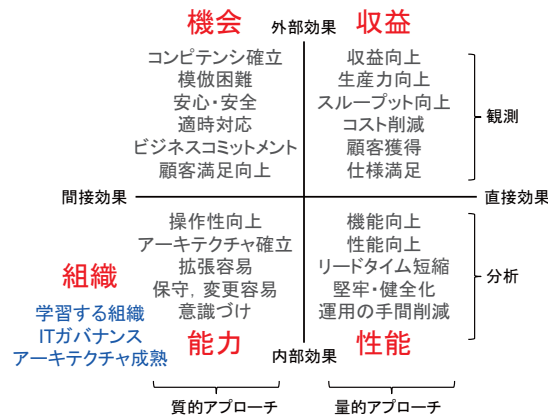 機会
外部効果
収益
コンピテンシ確立
模倣困難
安心・安全
適時対応
ビジネスコミットメント
顧客満足向上
収益向上
生産力向上
スループット向上
コスト削減
顧客獲得
仕様満足
観測
間接効果
直接効果
操作性向上
アーキテクチャ確立
拡張容易
保守，変更容易
意識づけ
機能向上
性能向上
リードタイム短縮
堅牢・健全化
運用の手間削減
分析
組織
学習する組織
ITガバナンス
アーキテクチャ成熟
能力
内部効果
性能
質的アプローチ
量的アプローチ